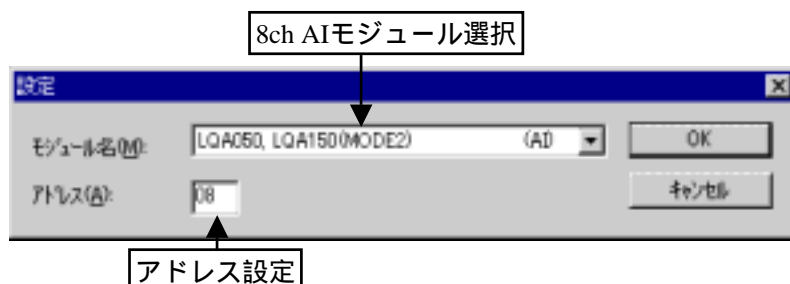 8ch AIモジュール選択
設定
モジュール名(M): LQA050, LQA150(MODE2) (AI) OK
アドレス(A): 08 キャンセル
アドレス設定